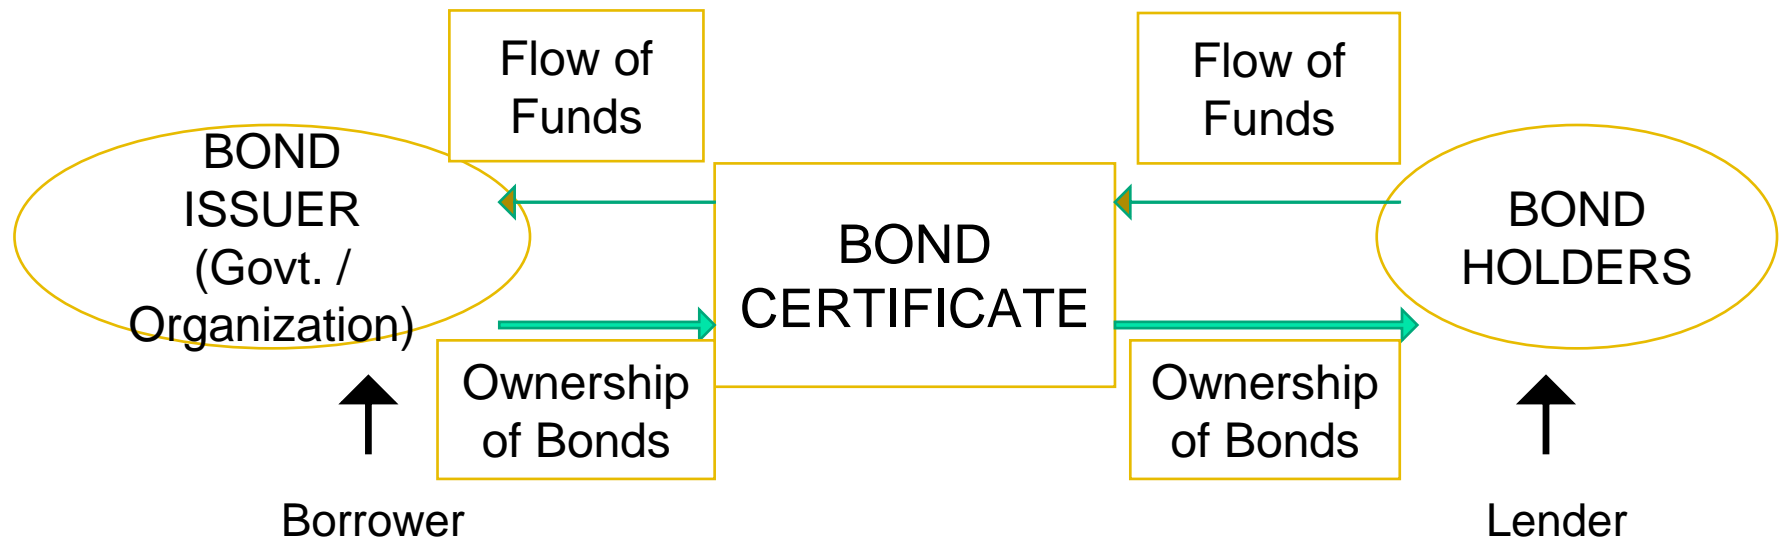 Flow of
Funds
Flow of
Funds
BOND
ISSUER
(Govt. /
Organization)
BOND
CERTIFICATE
BOND
HOLDERS
Ownership
of Bonds
Ownership
of Bonds
Borrower
Lender